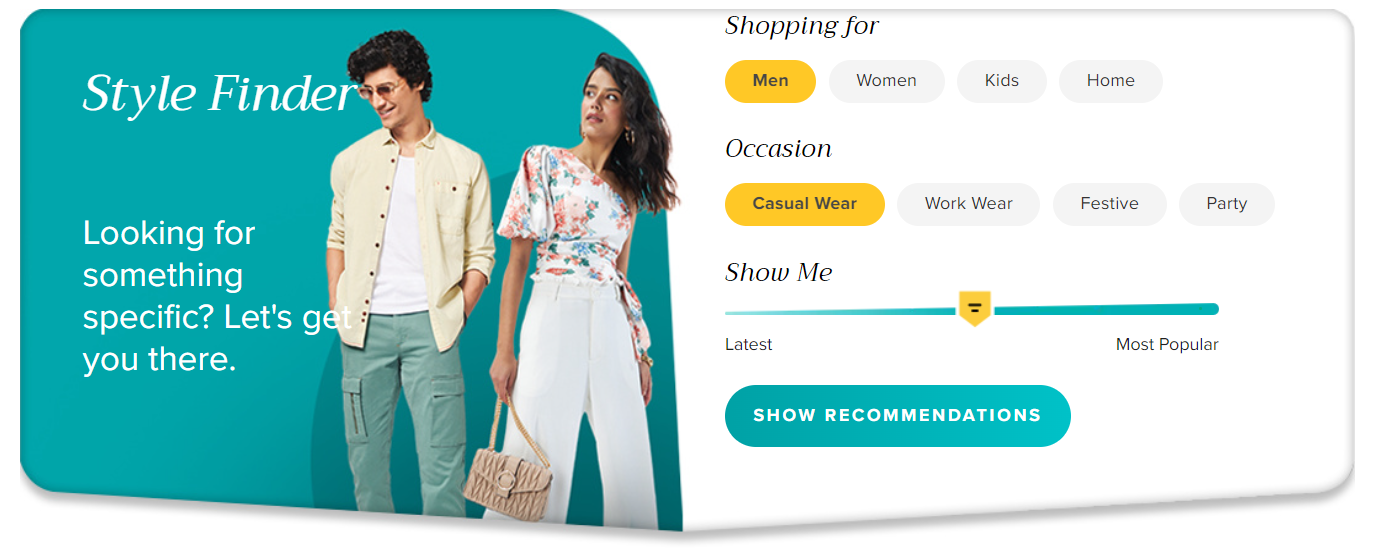 Style Finder
Looking for
something
specific? Let's get
you there.
Shopping for
Men Women Kids Home
Occasion
Casual Wear Work Wear Festive Party
Show Me
Latest Most Popular
SHOW RECOMMENDATIONS